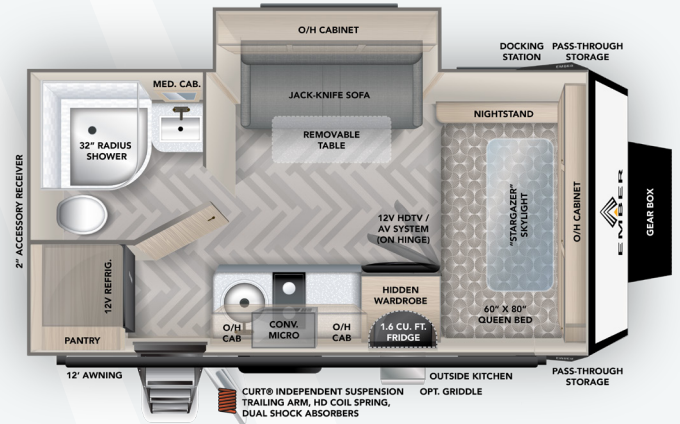 O/H CABINET
DOCKING
STATION
PASS-THROUGH
STORAGE
EMBER
MED. CAB.
JACK-KNIFE SOFA
NIGHTSTAND
32" RADIUS
SHOWER
REMOVABLE
TABLE
2" ACCESSORY RECEIVER
"STARGAZER"
SKYLIGHT
O/H CABINET
EMBER
GEAR BOX
12V HDTV /
AV SYSTEM
(ON HINGE)
12V REFRIG.
HIDDEN
WARDROBE
60" X 80"
QUEEN BED
PANTRY
O/H
CAB
CONV.
MICRO
O/H
CAB
1.6 CU. FT.
FRIDGE
EMBER
12' AWNING
OUTSIDE KITCHEN
PASS-THROUGH
STORAGE
CURT® INDEPENDENT SUSPENSION
TRAILING ARM, HD COIL SPRING,
DUAL SHOCK ABSORBERS
OPT. GRIDDLE